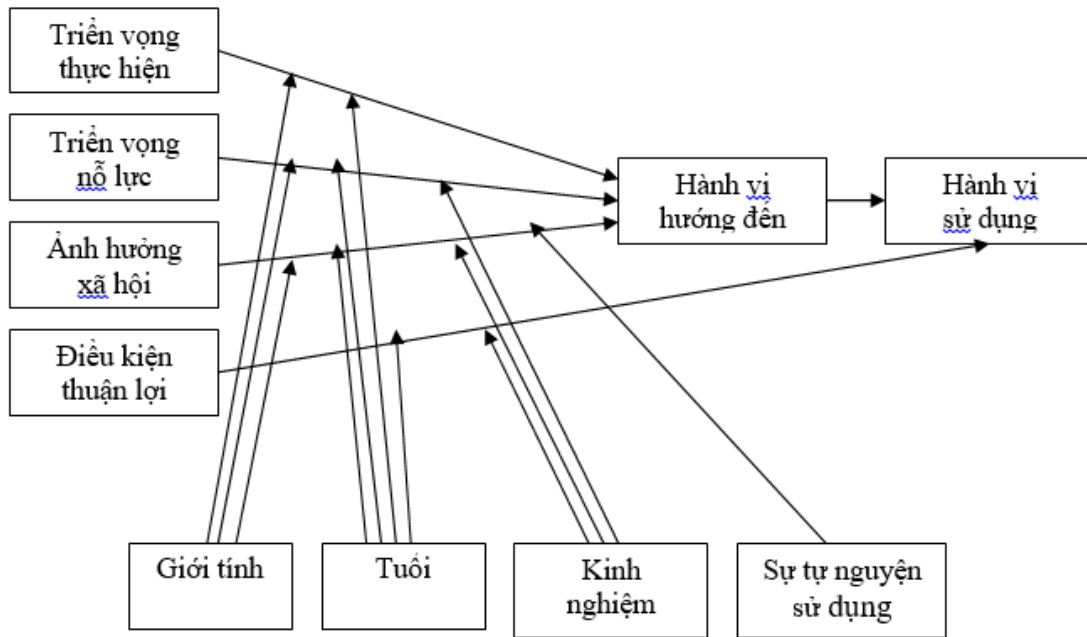 Triển vọng
thực hiện
Triển vọng
nỗ lực
Ảnh hưởng
xã hội
Điều kiện
thuận lợi
Hành vi
hướng đến
Hành vi
sử dụng
Giới tính
Tuổi
Kinh
nghiệm
Sự tự nguyện
sử dụng